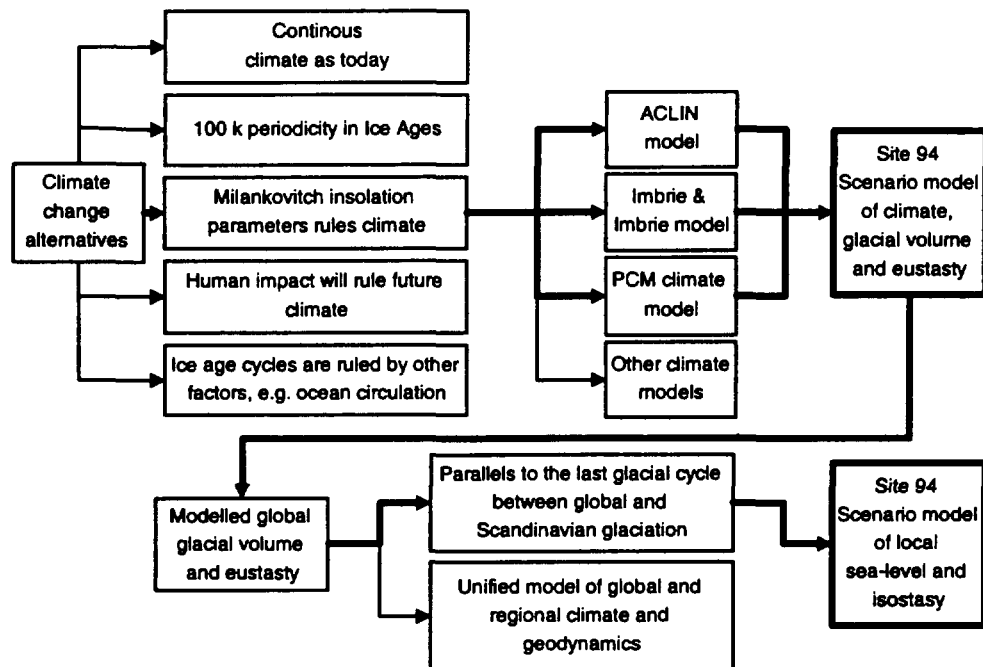 Continous
climate as today
100 k periodicity in Ice Ages
Climate
change
alternatives
Milankovitch insolation
parameters rules climate
Human impact will rule future
climate
Ice age cycles are ruled by other
factors, e.g. ocean circulation
ACLIN
model
Imbrie &
Imbrie model
PCM climate
model
Other climate
models
Site 94
Scenario model
of climate,
glacial volume
and eustasty
Modelled global
glacial volume
and eustasty
Parallels to the last glacial cycle
between global and
Scandinavian glaciation
Unified model of global and
regional climate and
geodynamics
Site 94
Scenario model
of local
sea-level and
isostasy